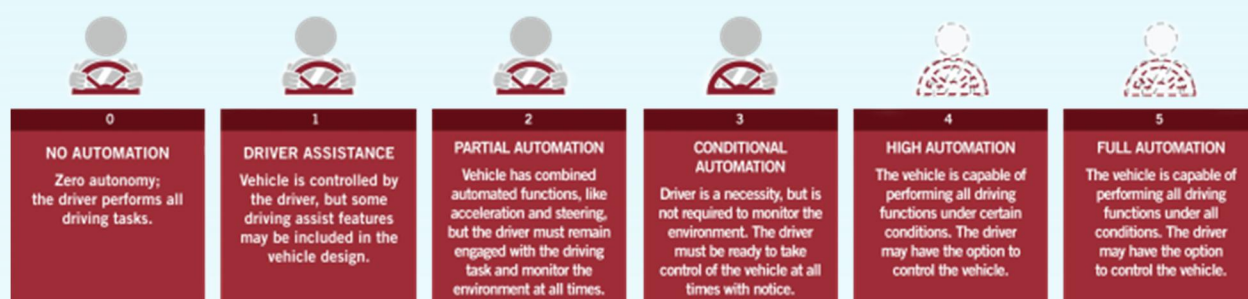 0
NO AUTOMATION
Zero autonomy;
the driver performs all
driving tasks.
1
DRIVER ASSISTANCE
Vehicle is controlled by
the driver, but some
driving assist features
may be included in the
vehicle design.
2
PARTIAL AUTOMATION
Vehicle has combined
automated functions, like
acceleration and steering,
but the driver must remain
engaged with the driving
task and monitor the
environment at all times.
3
CONDITIONAL
AUTOMATION
Driver is a necessity, but is
not required to monitor the
environment. The driver
must be ready to take
control of the vehicle at all
times with notice.
4
HIGH AUTOMATION
The vehicle is capable of
performing all driving
functions under certain
conditions. The driver
may have the option to
control the vehicle.
5
FULL AUTOMATION
The vehicle is capable of
performing all driving
functions under all
conditions. The driver
may have the option
to control the vehicle.